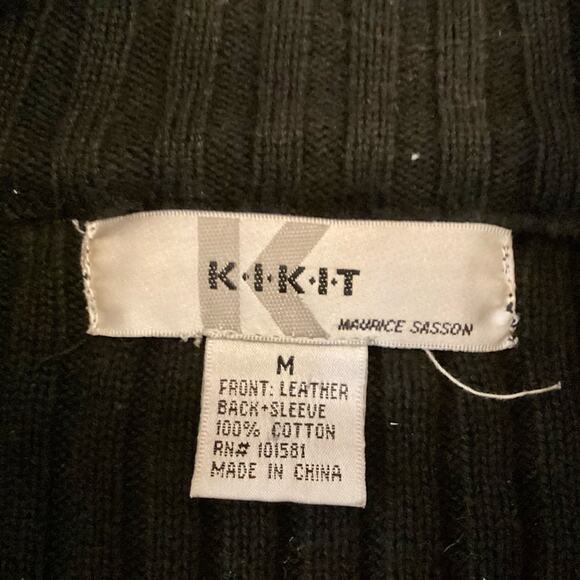 K·I·K·I·T
MAURICE SASSON
M
FRONT: LEATHER
BACK+SLEEVE
100% COTTON
RN# 101581
MADE IN CHINA